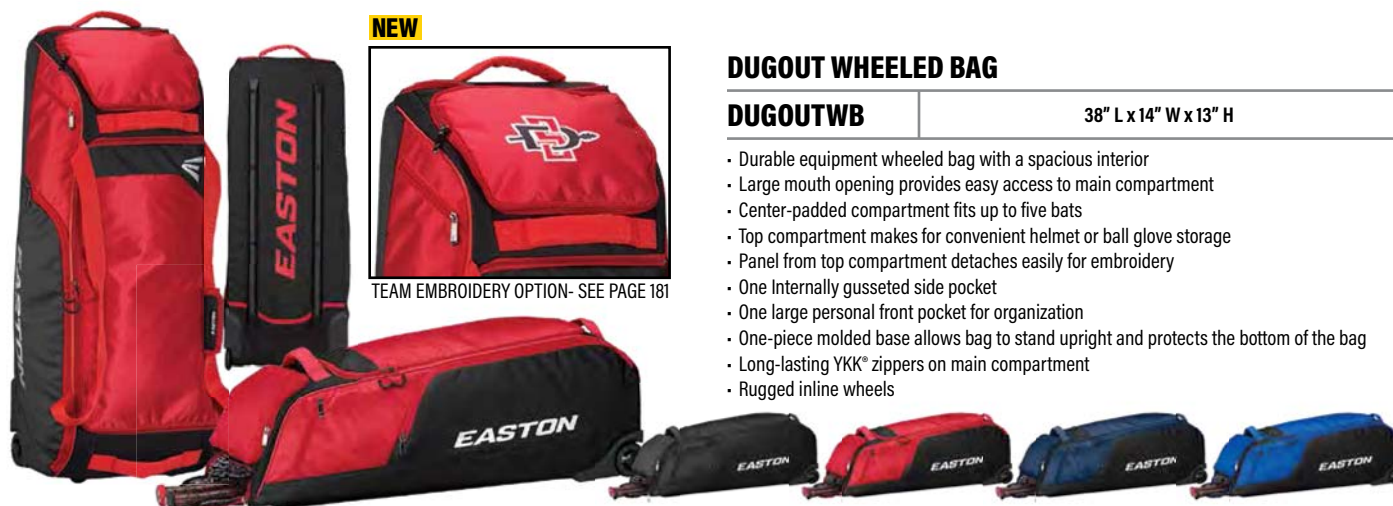 NEW
TEAM EMBROIDERY OPTION- SEE PAGE 181
DUGOUT WHEELED BAG
DUGOUTWB
38” L x 14” W x 13” H
· Durable equipment wheeled bag with a spacious interior
· Large mouth opening provides easy access to main compartment
· Center-padded compartment fits up to five bats
· Top compartment makes for convenient helmet or ball glove storage
· Panel from top compartment detaches easily for embroidery
· One Internally gusseted side pocket
· One large personal front pocket for organization
· One-piece molded base allows bag to stand upright and protects the bottom of the bag
· Long-lasting YKK® zippers on main compartment
· Rugged inline wheels
EASTON
EASTON
SD
EASTON
EASTON
EASTON
EASTON
EASTON